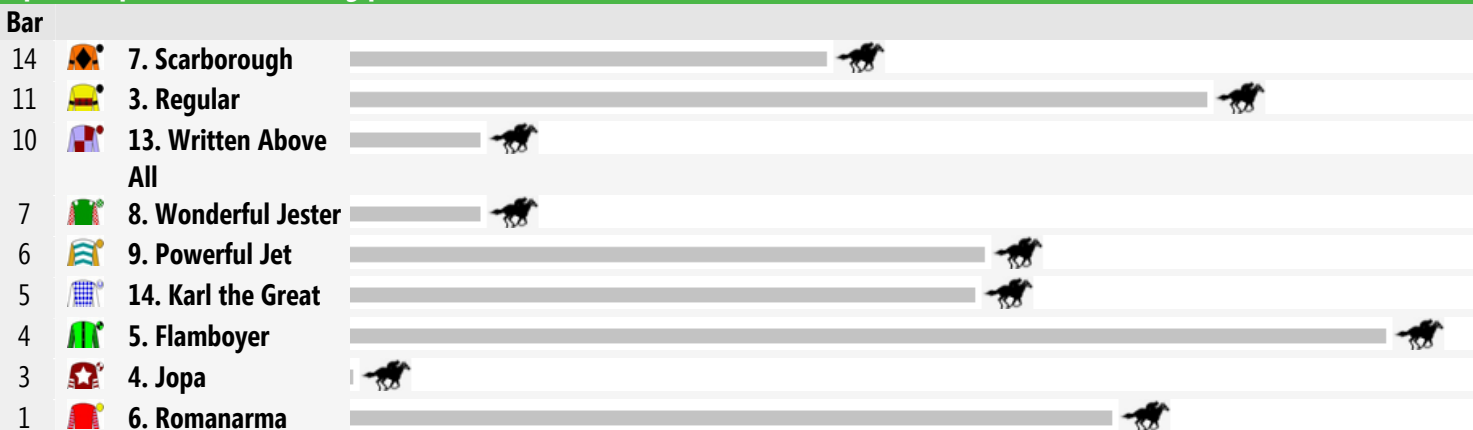 Bar
14 7. Scarborough
11 3. Regular
10 13. Written Above
All
7 8. Wonderful Jester
6 9. Powerful Jet
5 14. Karl the Great
4 5. Flamboyer
3 4. Jopa
1 6. Romanarma